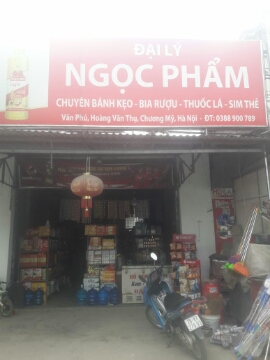 ĐẠI LÝ
NGỌC PHẨM
CHUYÊN BÁNH KẸO - BIA RƯỢU - THUỐC LÁ - SIM THẺ
Văn Phú, Hoàng Văn Thụ, Chương Mỹ, Hà Nội - ĐT: 0388 900 789